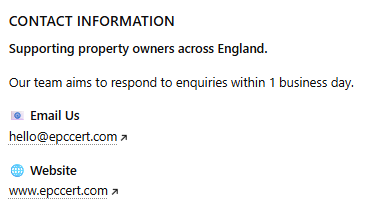 CONTACT INFORMATION
Supporting property owners across England.
Our team aims to respond to enquiries within 1 business day.
Email Us
hello@epccert.com
Website
www.epccert.com